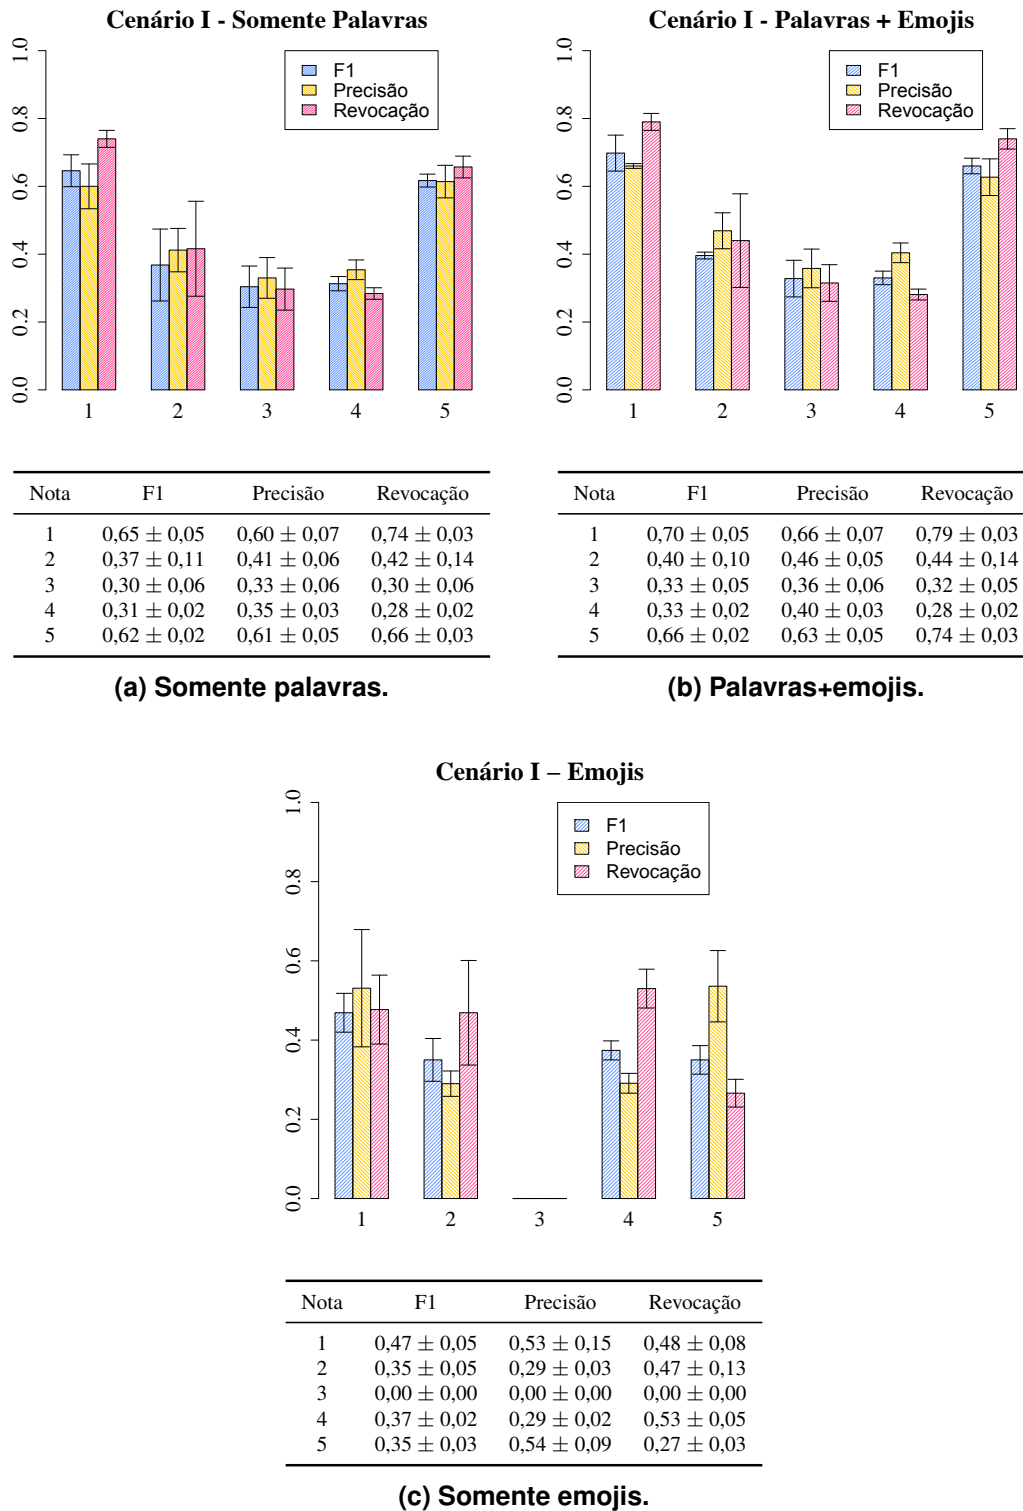 Cenário I - Somente Palavras
1.0
0.8
0.6
0.4
0.2
0.0
F1
Precisão
Revocação
1 2 3 4 5
Nota F1 Precisão Revocação
1 0,65 ± 0,05 0,60 ± 0,07 0,74 ± 0,03
2 0,37 ± 0,11 0,41 ± 0,06 0,42 ± 0,14
3 0,30 ± 0,06 0,33 ± 0,06 0,30 ± 0,06
4 0,31 ± 0,02 0,35 ± 0,03 0,28 ± 0,02
5 0,62 ± 0,02 0,61 ± 0,05 0,66 ± 0,03
(a) Somente palavras.
Cenário I - Palavras + Emojis
1.0
0.8
0.6
0.4
0.2
0.0
F1
Precisão
Revocação
1 2 3 4 5
Nota F1 Precisão Revocação
1 0,70 ± 0,05 0,66 ± 0,07 0,79 ± 0,03
2 0,40 ± 0,10 0,46 ± 0,05 0,44 ± 0,14
3 0,33 ± 0,05 0,36 ± 0,06 0,32 ± 0,05
4 0,33 ± 0,02 0,40 ± 0,03 0,28 ± 0,02
5 0,66 ± 0,02 0,63 ± 0,05 0,74 ± 0,03
(b) Palavras+emojis.
Cenário I – Emojis
1.0
0.8
0.6
0.4
0.2
0.0
F1
Precisão
Revocação
1 2 3 4 5
Nota F1 Precisão Revocação
1 0,47 ± 0,05 0,53 ± 0,15 0,48 ± 0,08
2 0,35 ± 0,05 0,29 ± 0,03 0,47 ± 0,13
3 0,00 ± 0,00 0,00 ± 0,00 0,00 ± 0,00
4 0,37 ± 0,02 0,29 ± 0,02 0,53 ± 0,05
5 0,35 ± 0,03 0,54 ± 0,09 0,27 ± 0,03
(c) Somente emojis.